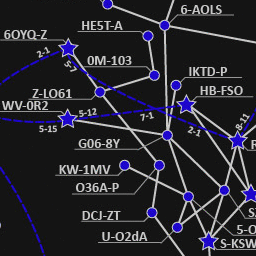 6-AOLS
HE5T-A
6OYQ-Z
2-1
5-7
0M-103
IKTD-P
Z-LO61
HB-FSO
WV-0R2
5-12
7-1
8-11
5-15
2-1
G06-8Y
KW-1MV
O36A-P
DCJ-ZT
U-O2dA
S-KSW